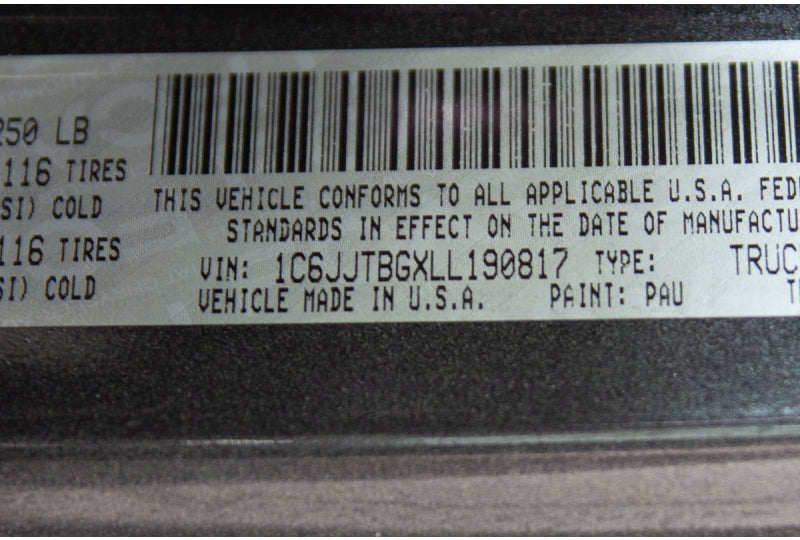 250 LB
116 TIRES
SI) COLD
116 TIRES
SI) COLD
THIS VEHICLE CONFORMS TO ALL APPLICABLE U.S.A. FED
STANDARDS IN EFFECT ON THE DATE OF MANUFACTU
VIN: 1C6JJTBGXLL190817 TYPE: TRUC
VEHICLE MADE IN U.S.A. PAINT: PAU